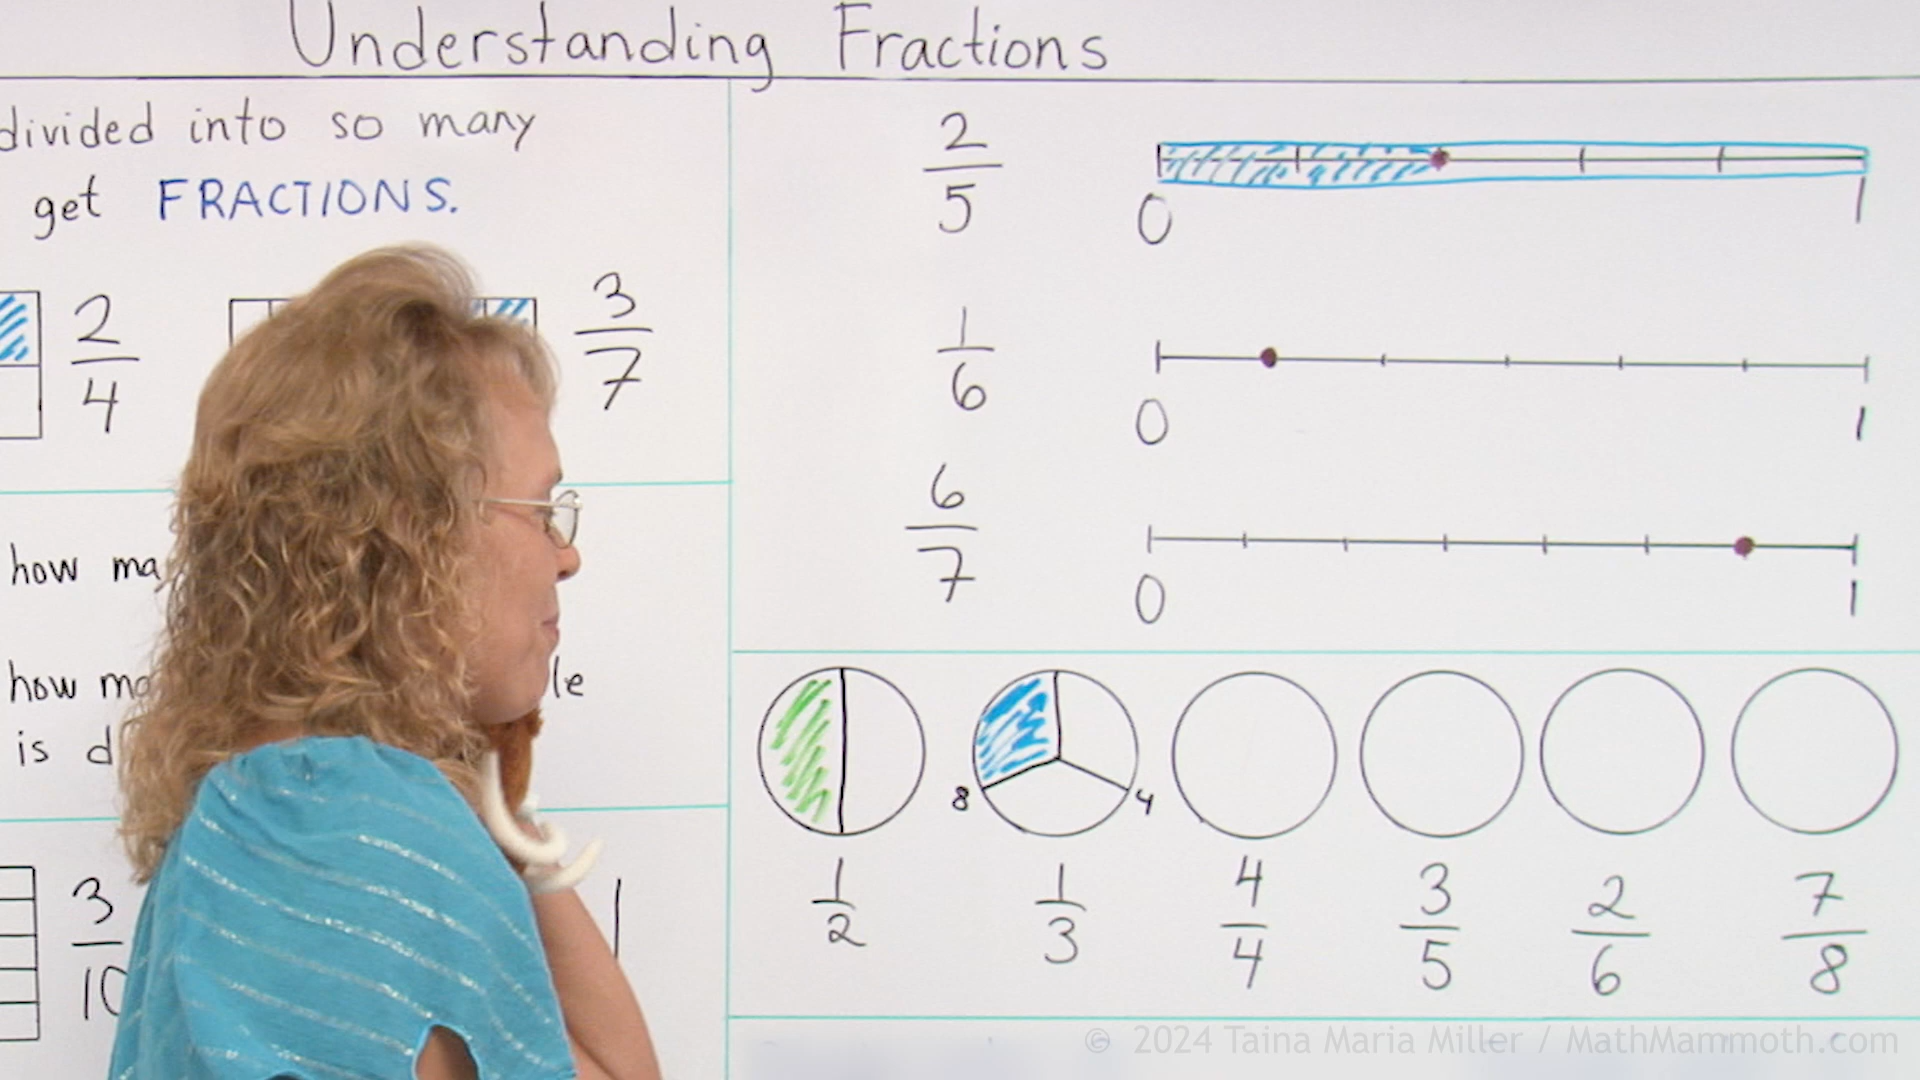 Understanding Fractions
divided into so many
get FRACTIONS.
2/4
3/7
how
how
le
is
3/10
1
2/5
0 1
1/6
0 1
6/7
0 1
8 4
1/2 1/3 4/4 3/5 2/6 7/8
© 2024 Taina Maria Miller / MathMammoth.com